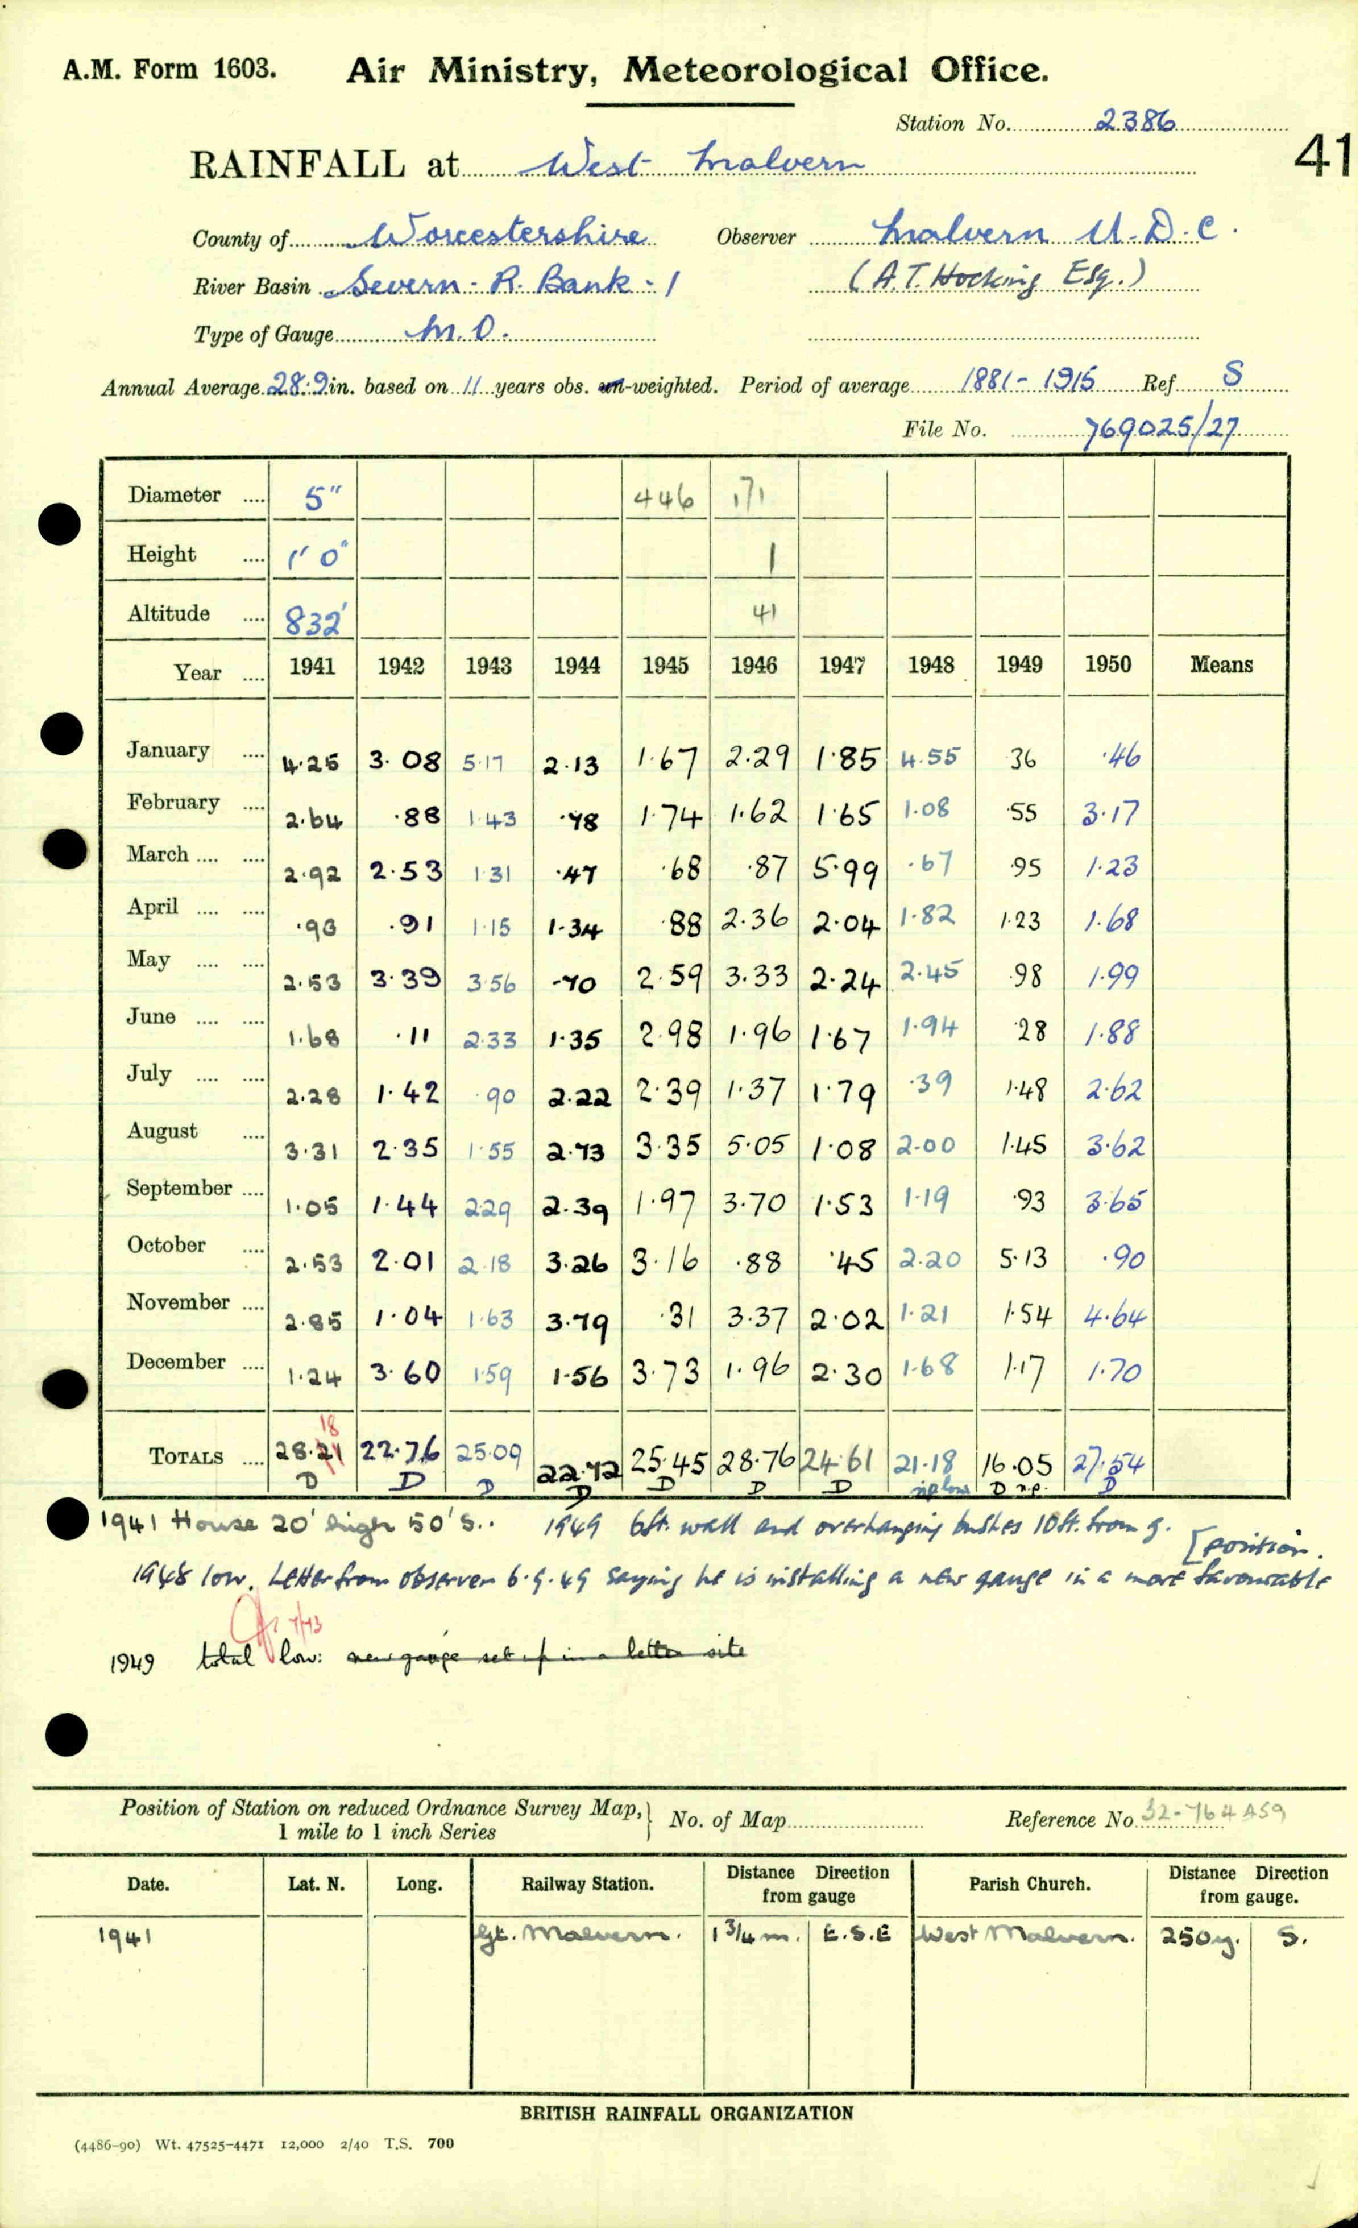 A.M. Form 1603. Air Ministry, Meteorological Office.
Station No. 2386
41
RAINFALL at West Malvern
County of Worcestershire Observer Malvern U.D.C.
River Basin Severn - R. Bank - 1 (A.T. Hocking Esq.)
Type of Gauge M.O.
Annual Average 28.9 in. based on 11 years obs. un-weighted. Period of average 1881-1915 Ref S
File No. 769025/27
Diameter .... 5" 446 171
Height .... 1' 0" 1
Altitude .... 832' 41
Year .... 1941 1942 1943 1944 1945 1946 1947 1948 1949 1950 Means
January .... 4.25 3.08 5.17 2.13 1.67 2.29 1.85 4.55 36 .46
February .... 2.64 .88 1.43 .78 1.74 1.62 1.65 1.08 .55 3.17
March .... .... 2.92 2.53 1.31 .47 .68 .87 5.99 .67 .95 1.23
April .... .... .93 .91 1.15 1.34 .88 2.36 2.04 1.82 1.23 1.68
May .... .... 2.53 3.39 3.56 .70 2.59 3.33 2.24 2.45 .98 1.99
June .... .... 1.68 .11 2.33 1.35 2.98 1.96 1.67 1.94 .28 1.88
July .... .... 2.28 1.42 .90 2.22 2.39 1.37 1.79 .39 1.48 2.62
August .... 3.31 2.35 1.55 2.73 3.35 5.05 1.08 2.00 1.45 3.62
September .... 1.05 1.44 2.29 2.39 1.97 3.70 1.53 1.19 .93 3.65
October .... 2.53 2.01 2.18 3.26 3.16 .88 .45 2.20 5.13 .90
November .... 2.85 1.04 1.63 3.79 .31 3.37 2.02 1.21 1.54 4.64
December .... 1.24 3.60 1.59 1.56 3.73 1.96 2.30 1.68 1.17 1.70
18
TOTALS .... 28.21 22.76 25.09 22.72 25.45 28.76 24.61 21.18 16.05 27.54
D D D D D D D n.p. low D n.p. D
1941 House 20' high 50' S.. 1949 6ft. wall and overhanging bushes 10ft. from g.
[position.
1948 low. Letter from observer 6.9.49 saying he is installing a new gauge in a more favourable
1949 total low: new gauge set up in a better site
Position of Station on reduced Ordnance Survey Map,} No. of Map Reference No. 32-764459
1 mile to 1 inch Series
Date. Lat. N. Long. Railway Station. Distance Direction from gauge Parish Church. Distance Direction from gauge.
1941 Gt. Malvern. 1 3/4 m. E.S.E West Malvern. 250y. S.
BRITISH RAINFALL ORGANIZATION
(4486-90) Wt. 47525-4471 12,000 2/40 T.S. 700